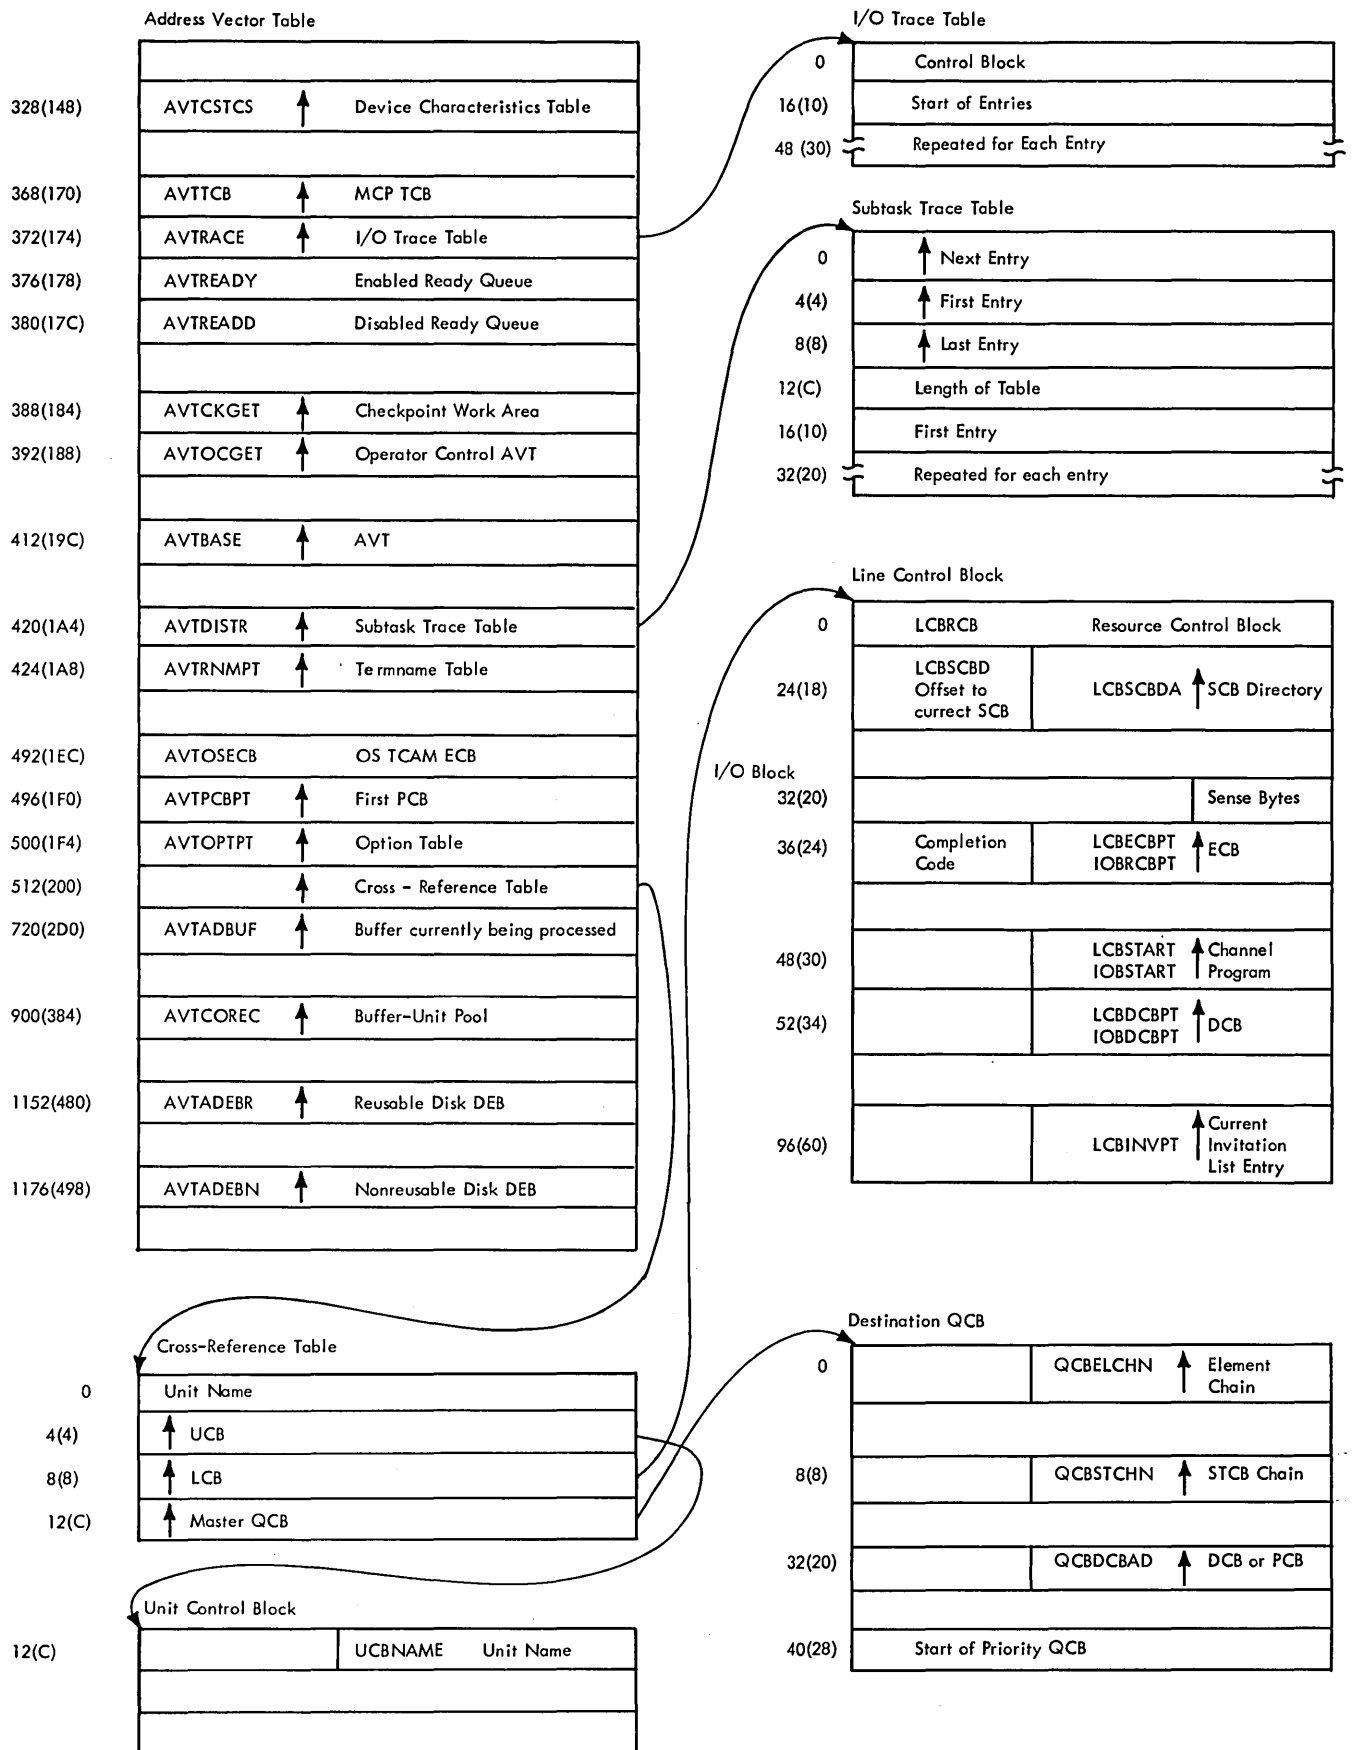 Address Vector Table
328(148) AVTCSTCS Device Characteristics Table
368(170) AVTTCB MCP TCB
372(174) AVTRACE I/O Trace Table
376(178) AVTREADY Enabled Ready Queue
380(17C) AVTREADD Disabled Ready Queue
388(184) AVTCKGET Checkpoint Work Area
392(188) AVTOCGET Operator Control AVT
412(19C) AVTBASE AVT
420(1A4) AVTDISTR Subtask Trace Table
424(1A8) AVTRNMPT Termname Table
492(1EC) AVTOSECB OS TCAM ECB
496(1F0) AVTPCBPT First PCB
500(1F4) AVTOPTPT Option Table
512(200) Cross - Reference Table
720(2D0) AVTADBUF Buffer currently being processed
900(384) AVTCOREC Buffer-Unit Pool
1152(480) AVTADEBR Reusable Disk DEB
1176(498) AVTADEBN Nonreusable Disk DEB
Cross-Reference Table
0 Unit Name
4(4) UCB
8(8) LCB
12(C) Master QCB
Unit Control Block
12(C) UCBNAME Unit Name
I/O Trace Table
0 Control Block
16(10) Start of Entries
48 (30) Repeated for Each Entry
Subtask Trace Table
0 Next Entry
4(4) First Entry
8(8) Last Entry
12(C) Length of Table
16(10) First Entry
32(20) Repeated for each entry
Line Control Block
0 LCBRCB Resource Control Block
LCBSCBD
24(18) Offset to LCBSCBDA SCB Directory
currect SCB
I/O Block
32(20) Sense Bytes
36(24) Completion LCBECBPT ECB
Code IOBRCBPT
48(30) LCBSTART Channel
IOBSTART Program
52(34) LCBDCBPT DCB
IOBDCBPT
Current
96(60) LCBINVPT Invitation
List Entry
Destination QCB
0 QCBELCHN Element
Chain
8(8) QCBSTCHN STCB Chain
32(20) QCBDCBAD DCB or PCB
40(28) Start of Priority QCB